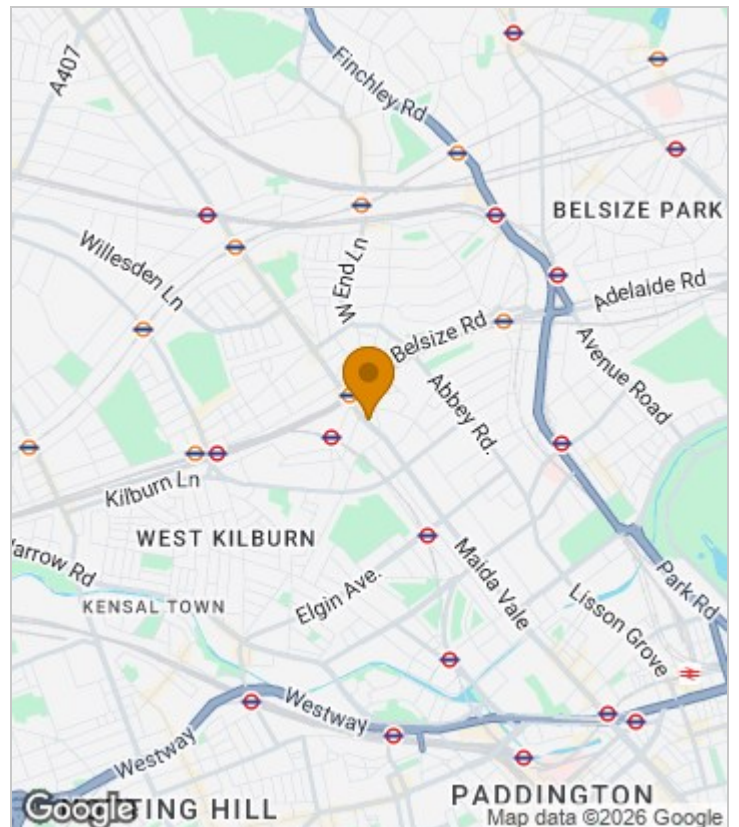 A407
Finchley Rd
BELSIZE PARK
Willesden Ln
W End Ln
Adelaide Rd
Belsize Rd
Avenue Road
Abbey Rd.
Kilburn Ln
WEST KILBURN
Harrow Rd
Maida Vale
Elgin Ave.
Park Rd
KENSAL TOWN
Lisson Grove
Westway
Westway
PADDINGTON
NOTTING HILL
Google
Map data ©2026 Google